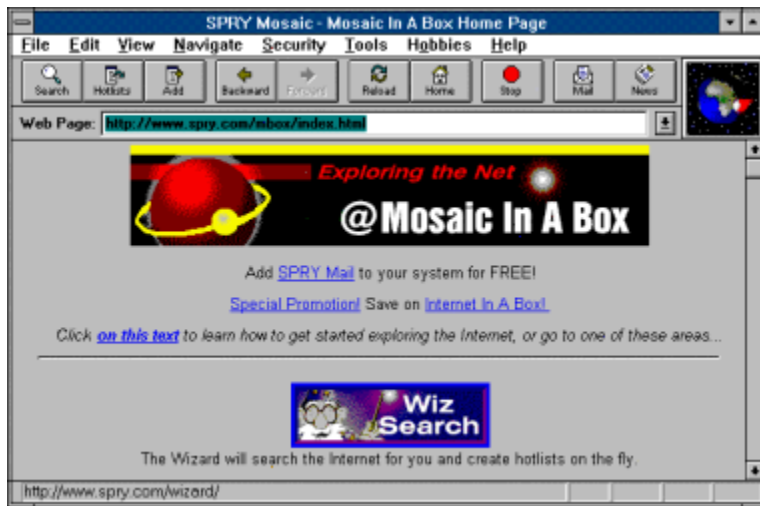 SPRY Mosaic - Mosaic In A Box Home Page
File Edit View Navigate Security Tools Hobbies Help
Search Hotlists Add Backward Forward Reload Home Stop Mail News
Web Page: http://www.spry.com/mbox/index.html
Exploring the Net
@Mosaic In A Box
Add SPRY Mail to your system for FREE!
Special Promotion! Save on Internet In A Box!
Click on this text to learn how to get started exploring the Internet, or go to one of these areas...
Wiz
Search
The Wizard will search the Internet for you and create hotlists on the fly.
http://www.spry.com/wizard/